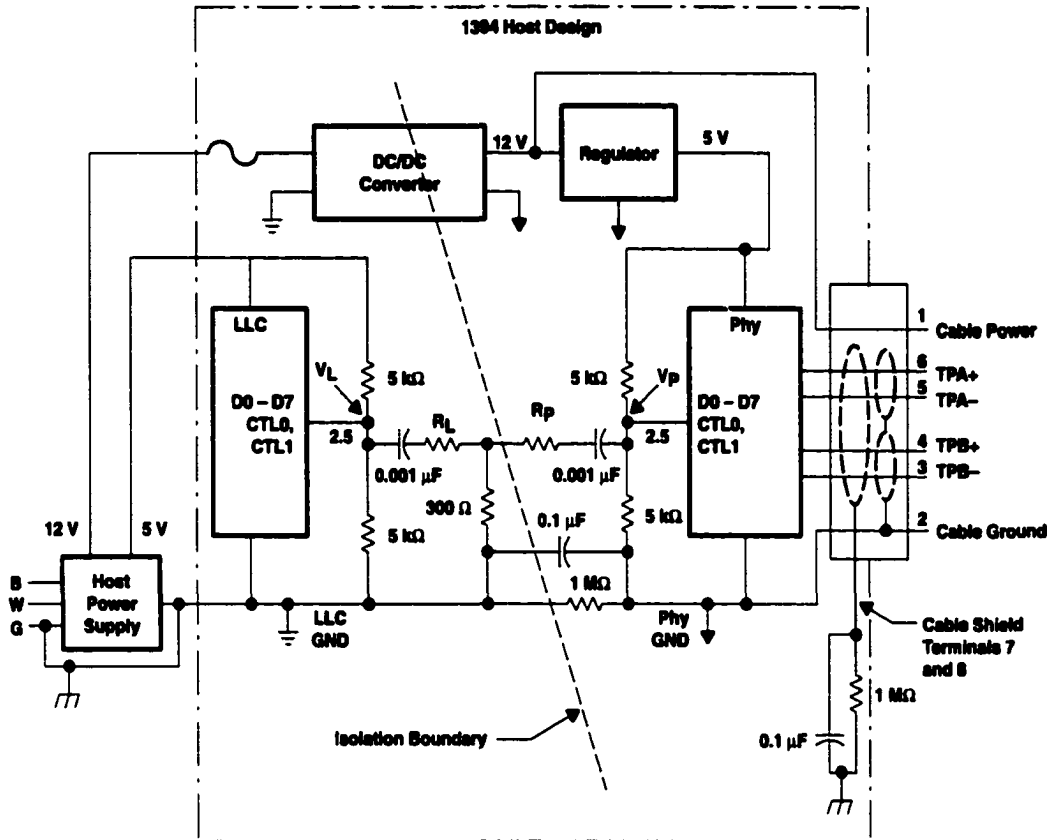 1394 Host Design
12 V
5 V
DC/DC
Converter
Regulator
LLC
Phy
1
Cable Power
VL
5 kΩ
5 kΩ
VP
6
TPA+
5
TPA–
D0 – D7
CTL0,
CTL1
2.5
RL
RP
2.5
D0 – D7
CTL0,
CTL1
4
TPB+
3
TPB–
0.001 µF
0.001 µF
300 Ω
0.1 µF
5 kΩ
5 kΩ
2
Cable Ground
12 V
5 V
1 MΩ
B
W
G
Host
Power
Supply
LLC
GND
Phy
GND
Cable Shield
Terminals 7
and 8
1 MΩ
0.1 µF
Isolation Boundary